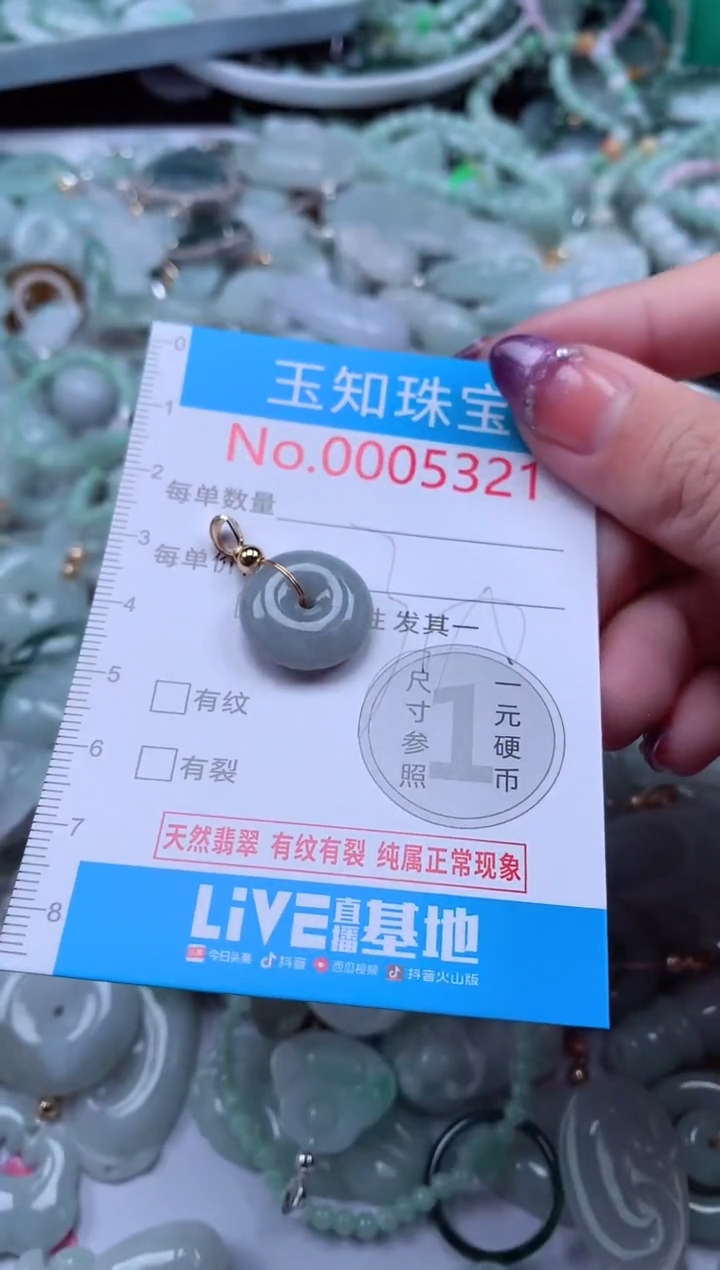 玉知珠宝
No.0005321
每单数量
每单价
发其一
有纹
有裂
尺寸参照
1
一元硬币
天然翡翠 有纹有裂 纯属正常现象
LiVE直播基地
今日头条 抖音 西瓜视频 抖音火山版
0
1
2
3
4
5
6
7
8